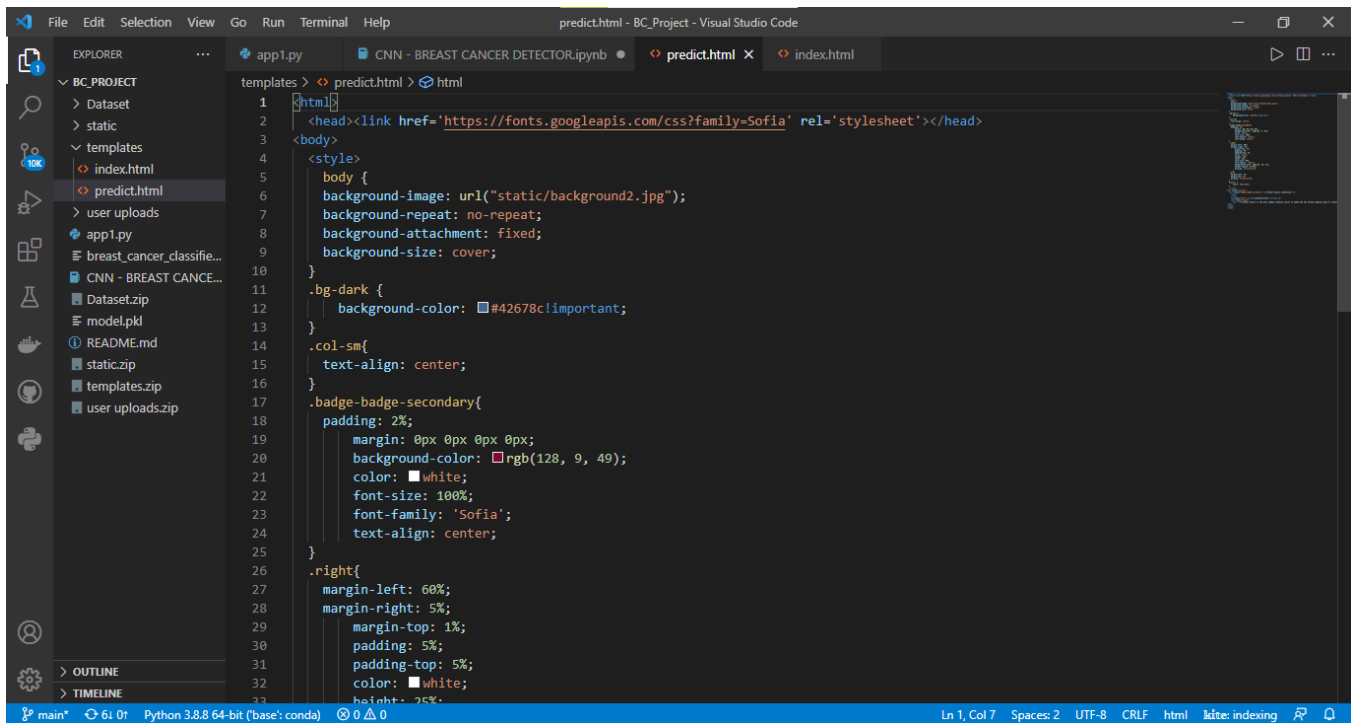 File Edit Selection View Go Run Terminal Help predict.html - BC_Project - Visual Studio Code
EXPLORER
1
BC_PROJECT
Dataset
static
templates
index.html
predict.html
user uploads
app1.py
breast_cancer_classifie...
CNN - BREAST CANCE...
Dataset.zip
model.pkl
README.md
static.zip
templates.zip
user uploads.zip
10K
OUTLINE
TIMELINE
app1.py CNN - BREAST CANCER DETECTOR.ipynb predict.html index.html
templates > predict.html > html
1 <html>
2 <head><link href='https://fonts.googleapis.com/css?family=Sofia' rel='stylesheet'></head>
3 <body>
4 <style>
5 body {
6 background-image: url("static/background2.jpg");
7 background-repeat: no-repeat;
8 background-attachment: fixed;
9 background-size: cover;
10 }
11 .bg-dark {
12 background-color: #42678c!important;
13 }
14 .col-sm{
15 text-align: center;
16 }
17 .badge-badge-secondary{
18 padding: 2%;
19 margin: 0px 0px 0px 0px;
20 background-color: rgb(128, 9, 49);
21 color: white;
22 font-size: 100%;
23 font-family: 'Sofia';
24 text-align: center;
25 }
26 .right{
27 margin-left: 60%;
28 margin-right: 5%;
29 margin-top: 1%;
30 padding: 5%;
31 padding-top: 5%;
32 color: white;
33 height: 25%;
main* 6↓ 0↑ Python 3.8.8 64-bit ('base': conda) 0 0 Ln 1, Col 7 Spaces: 2 UTF-8 CRLF html kite: indexing